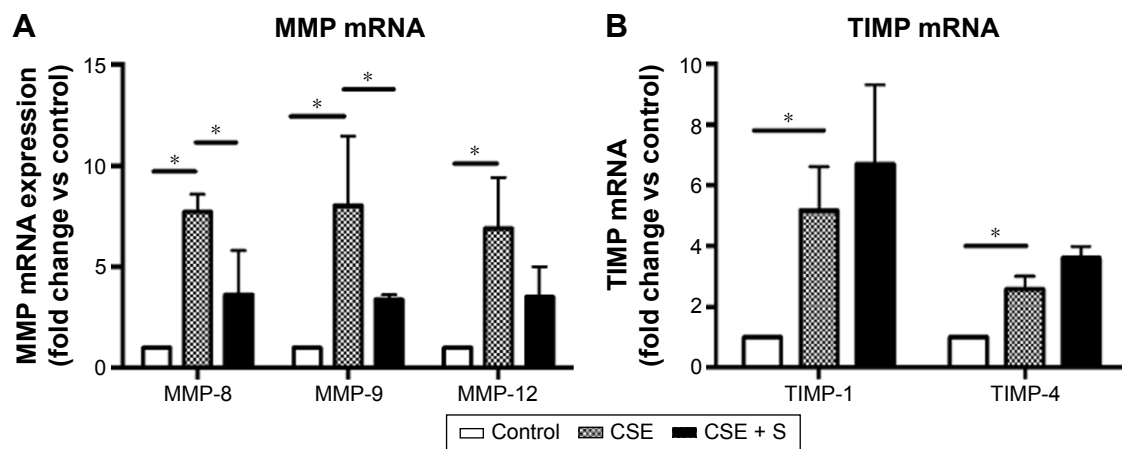 A
MMP mRNA
MMP mRNA expression
(fold change vs control)
15
10
5
0
*
*
*
*
*
MMP-8
MMP-9
MMP-12
B
TIMP mRNA
TIMP mRNA
(fold change vs control)
10
8
6
4
2
0
*
*
TIMP-1
TIMP-4
Control
CSE
CSE + S